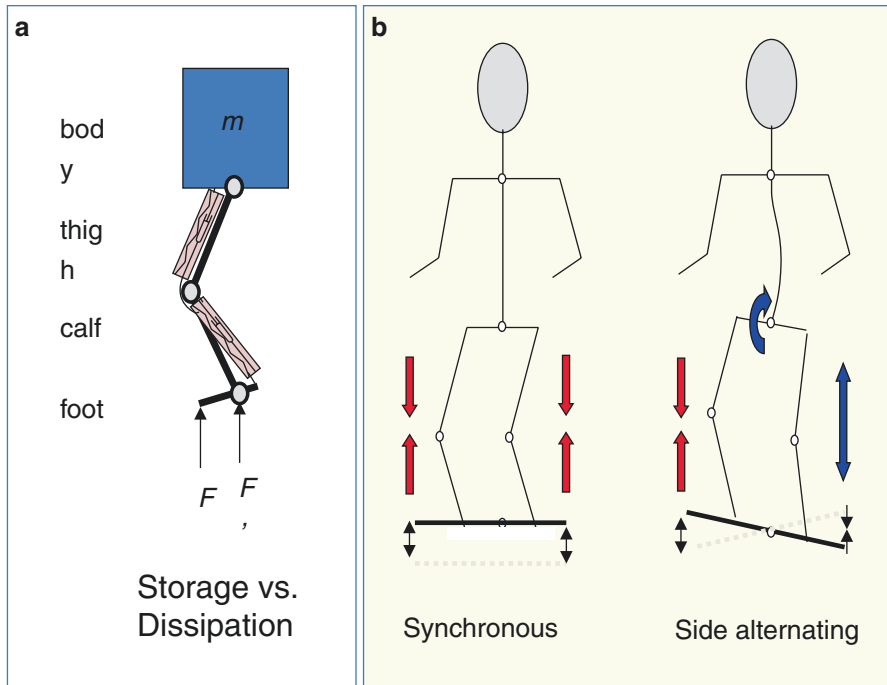 a
bod
y
m
thig
h
calf
foot
F
F
,
Storage vs.
Dissipation
b
Synchronous
Side alternating